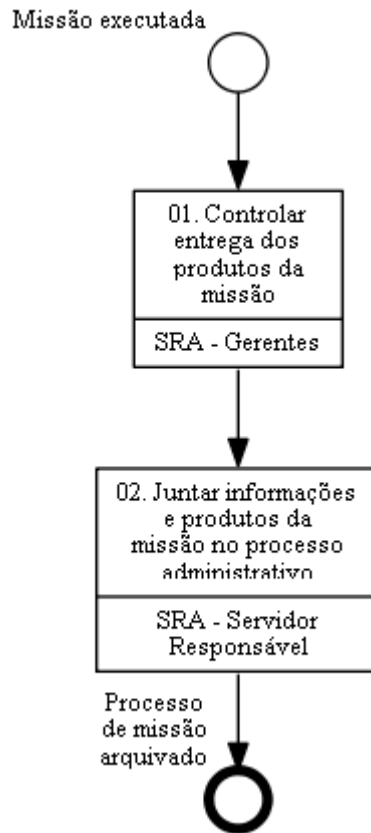 Missão executada
01. Controlar
entrega dos
produtos da
missão
SRA - Gerentes
02. Juntar informações
e produtos da
missão no processo
administrativo
SRA - Servidor
Responsável
Processo
de missão
arquivado